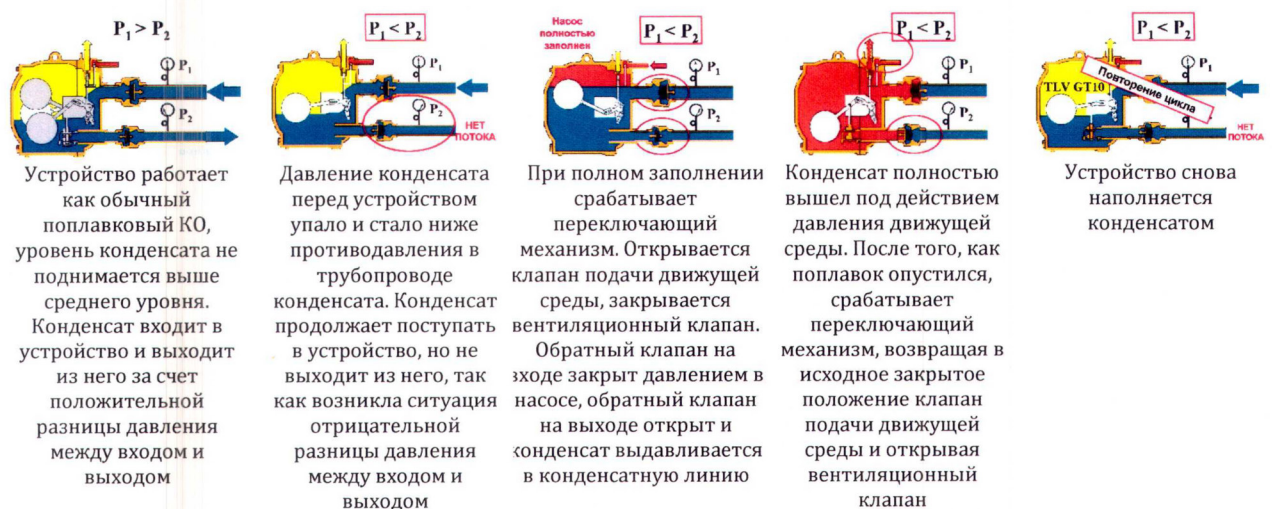 P1 > P2
P1
P2
Устройство работает
как обычный
поплавковый КО,
уровень конденсата не
поднимается выше
среднего уровня.
Конденсат входит в
устройство и выходит
из него за счет
положительной
разницы давления
между входом и
выходом
P1 < P2
P1
P2
НЕТ
ПОТОКА
Давление конденсата
перед устройством
упало и стало ниже
противодавления в
трубопроводе
конденсата. Конденсат
продолжает поступать
в устройство, но не
выходит из него, так
как возникла ситуация
отрицательной
разницы давления
между входом и
выходом
Насос
полностью
заполнен
P1 < P2
P1
P2
При полном заполнении
срабатывает
переключающий
механизм. Открывается
клапан подачи движущей
среды, закрывается
вентиляционный клапан.
Обратный клапан на
входе закрыт давлением в
насосе, обратный клапан
на выходе открыт и
конденсат выдавливается
в конденсатную линию
P1 < P2
P1
P2
Конденсат полностью
вышел под действием
давления движущей
среды. После того, как
поплавок опустился,
срабатывает
переключающий
механизм, возвращая в
исходное закрытое
положение клапан
подачи движущей
среды и открывая
вентиляционный
клапан
P1 < P2
P1
P2
TLV GT10
Повторение цикла
НЕТ
ПОТОКА
Устройство снова
наполняется
конденсатом